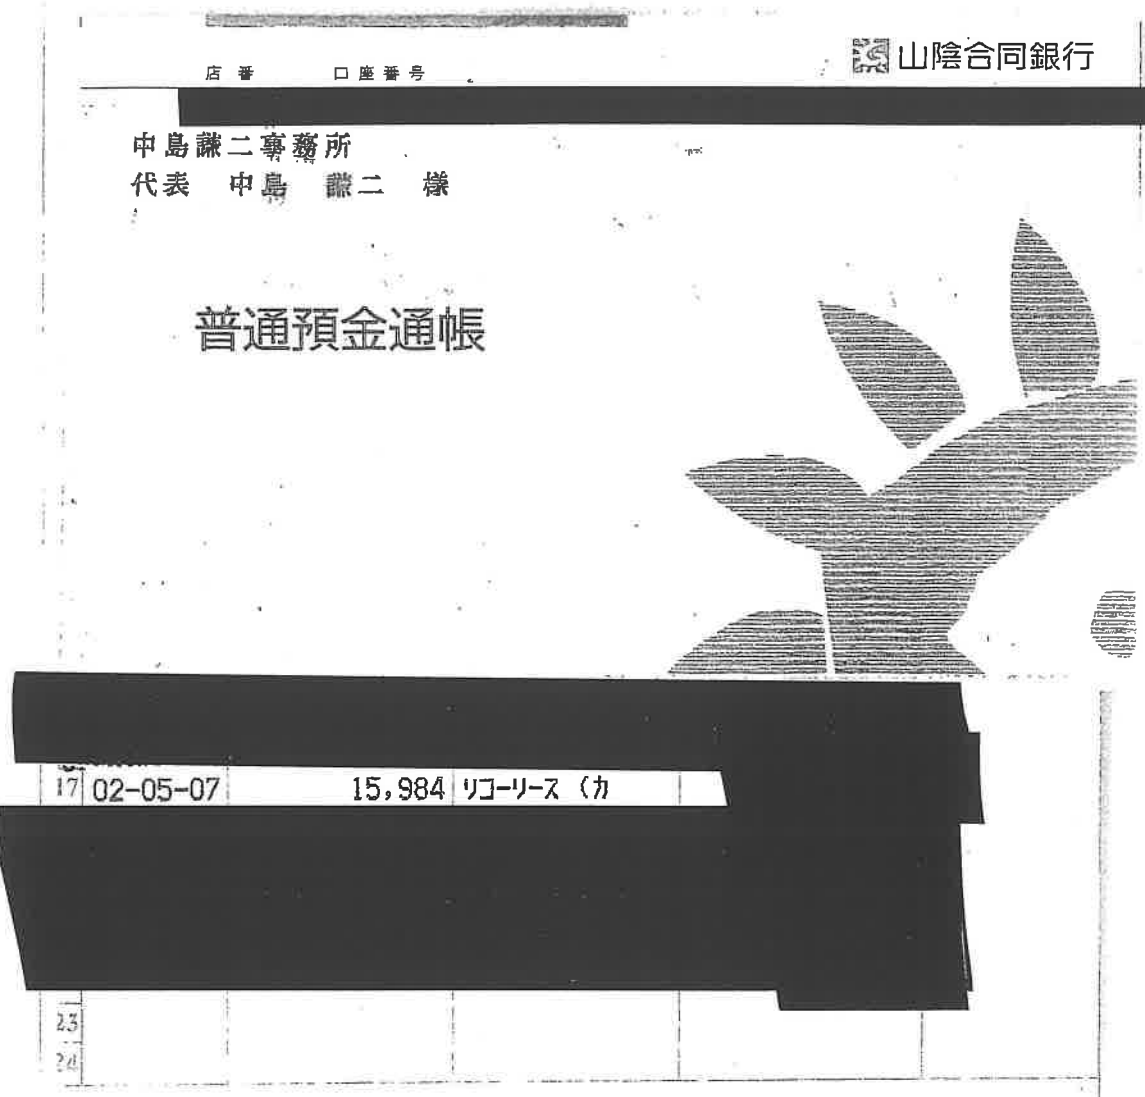 山陰合同銀行
店番 口座番号
中島謙二事務所
代表 中島 謙二 様
普通預金通帳
17 02-05-07 15,984 リコーリース (カ
23
24